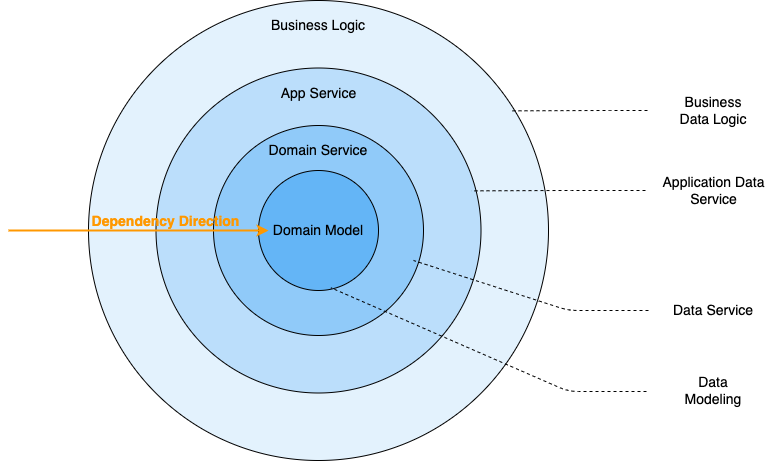 Business Logic
App Service
Domain Service
Dependency Direction
Domain Model
Business
Data Logic
Application Data
Service
Data Service
Data
Modeling